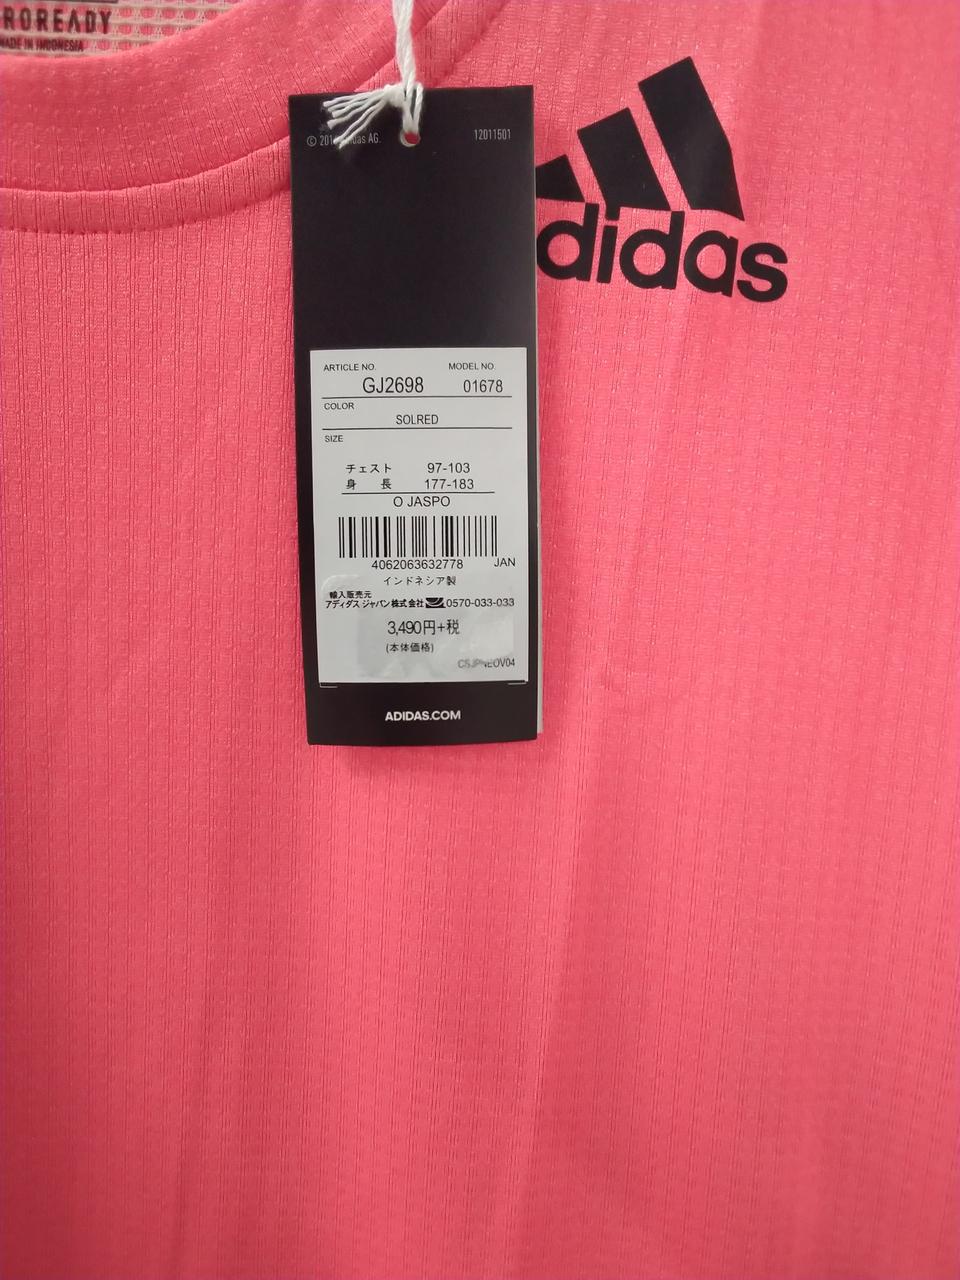 MADE IN INDONESIA
© adidas AG. 12011501
adidas
ARTICLE NO. MODEL NO.
GJ2698 01678
COLOR
SOLRED
SIZE
チェスト 97-103
身 長 177-183
O JASPO
4062063632778 JAN
インドネシア製
輸入販売元
アディダス ジャパン株式会社 0570-033-033
3,490円+税
(本体価格)
ADIDAS.COM